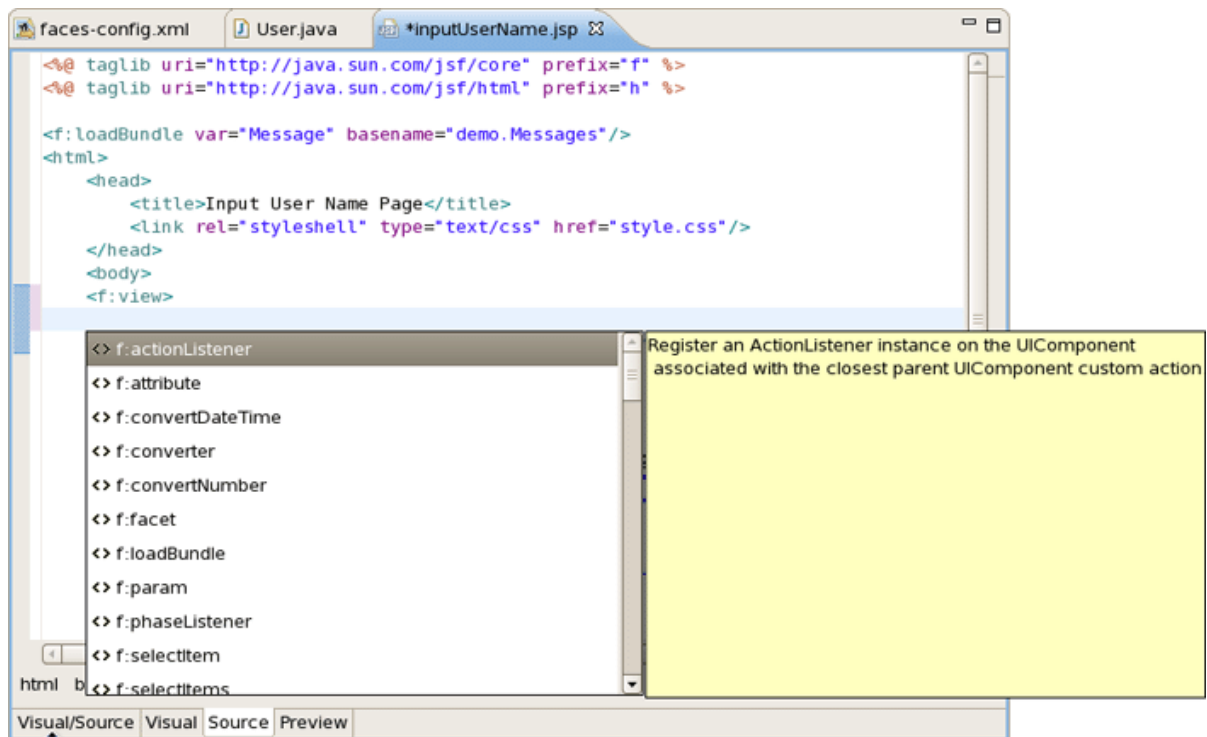 faces-config.xml User.java *inputUserName.jsp
<%@ taglib uri="http://java.sun.com/jsf/core" prefix="f" %>
<%@ taglib uri="http://java.sun.com/jsf/html" prefix="h" %>
<f:loadBundle var="Message" basename="demo.Messages"/>
<html>
<head>
<title>Input User Name Page</title>
<link rel="styleshell" type="text/css" href="style.css"/>
</head>
<body>
<f:view>
f:actionListener
f:attribute
f:convertDateTime
f:converter
f:convertNumber
f:facet
f:loadBundle
f:param
f:phaseListener
f:selectItem
f:selectItems
Register an ActionListener instance on the UIComponent
associated with the closest parent UIComponent custom action
html
Visual/Source Visual Source Preview